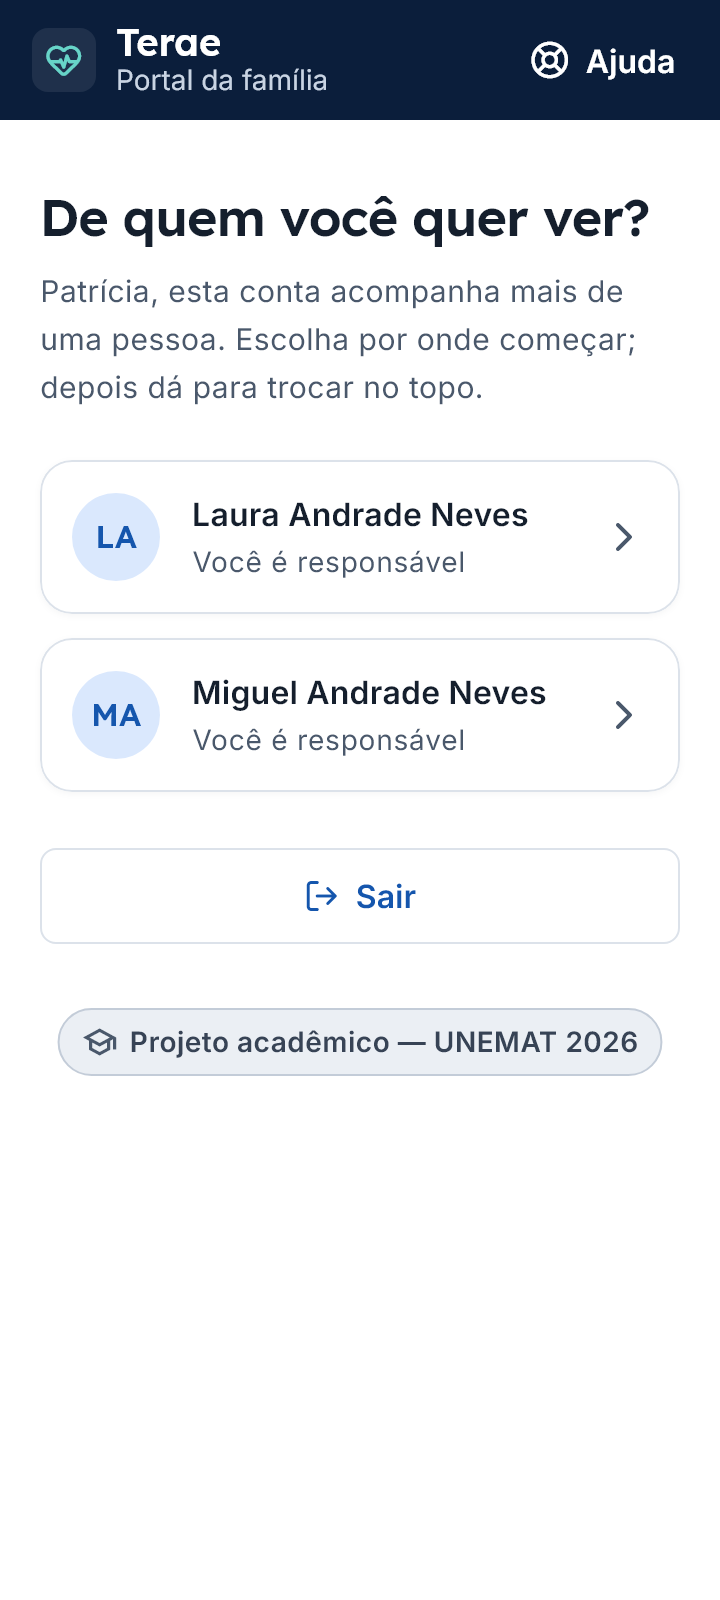 Terae
Portal da família
Ajuda
De quem você quer ver?
Patrícia, esta conta acompanha mais de
uma pessoa. Escolha por onde começar;
depois dá para trocar no topo.
LA
Laura Andrade Neves
Você é responsável
MA
Miguel Andrade Neves
Você é responsável
Sair
Projeto acadêmico — UNEMAT 2026